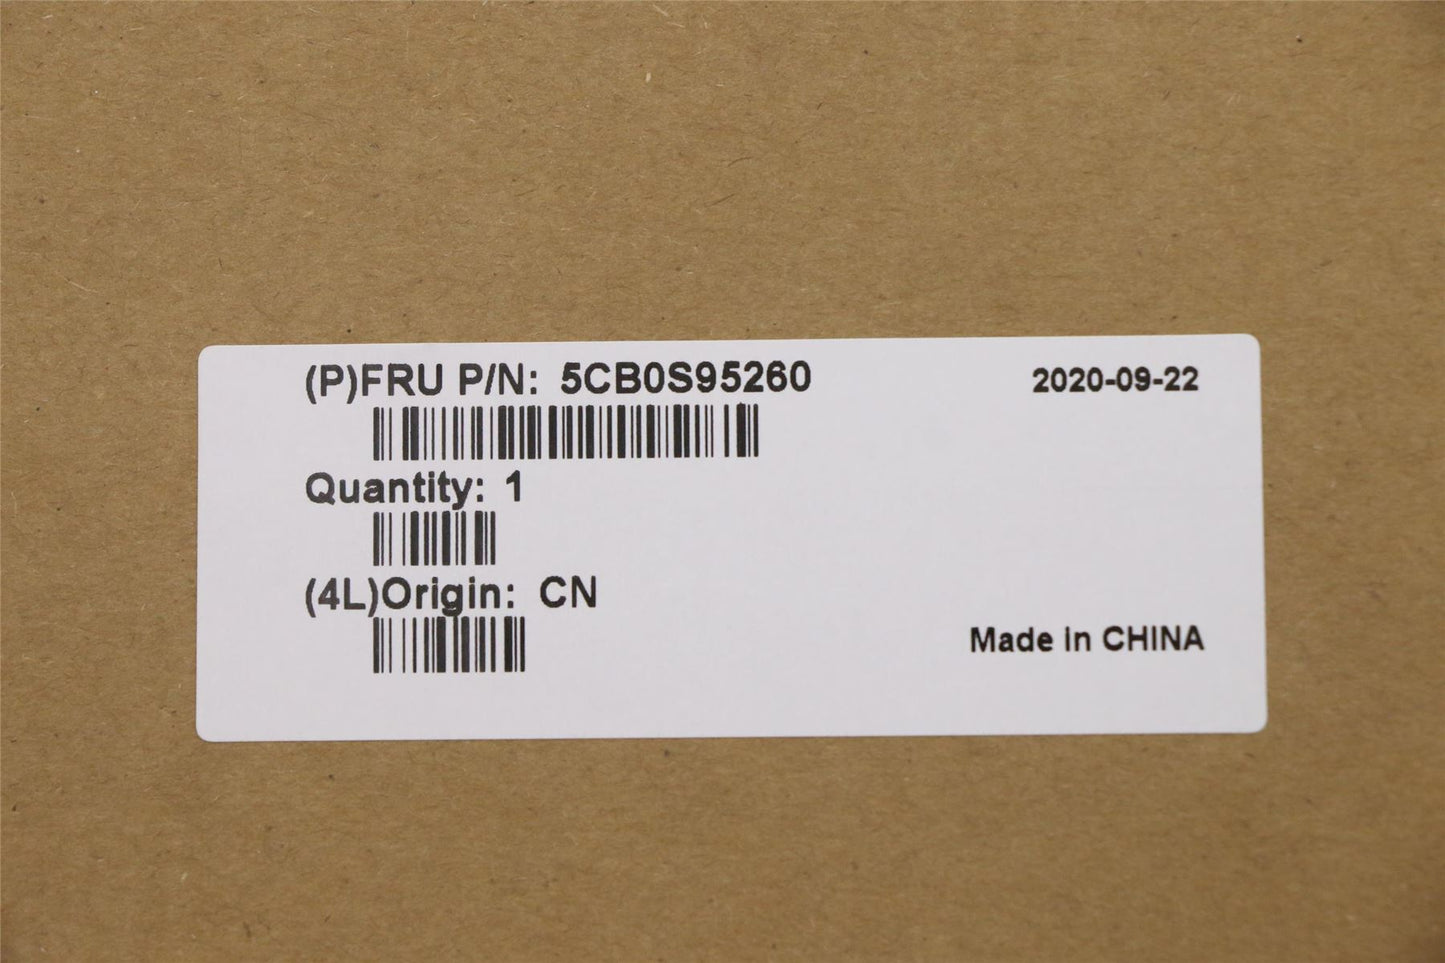 (P)FRU P/N: 5CB0S95260
2020-09-22
Quantity: 1
(4L)Origin: CN
Made in CHINA